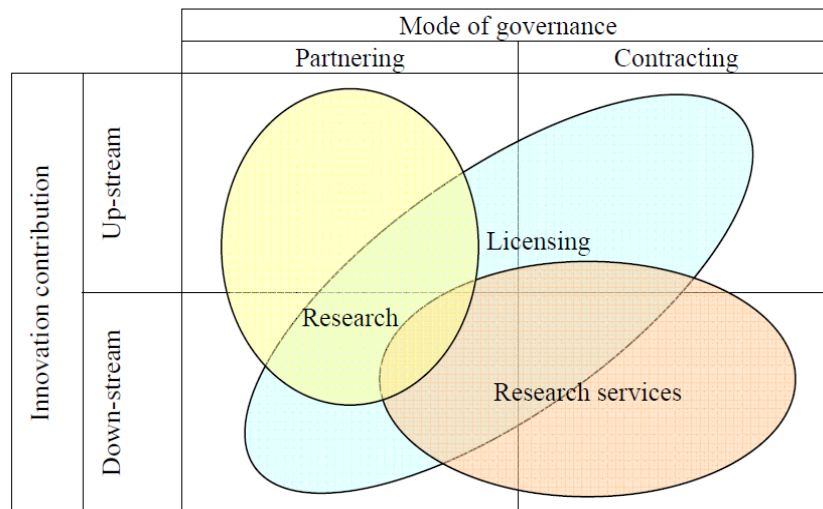 Mode of governance
Partnering
Contracting
Innovation contribution
Up-stream
Down-stream
Licensing
Research
Research services